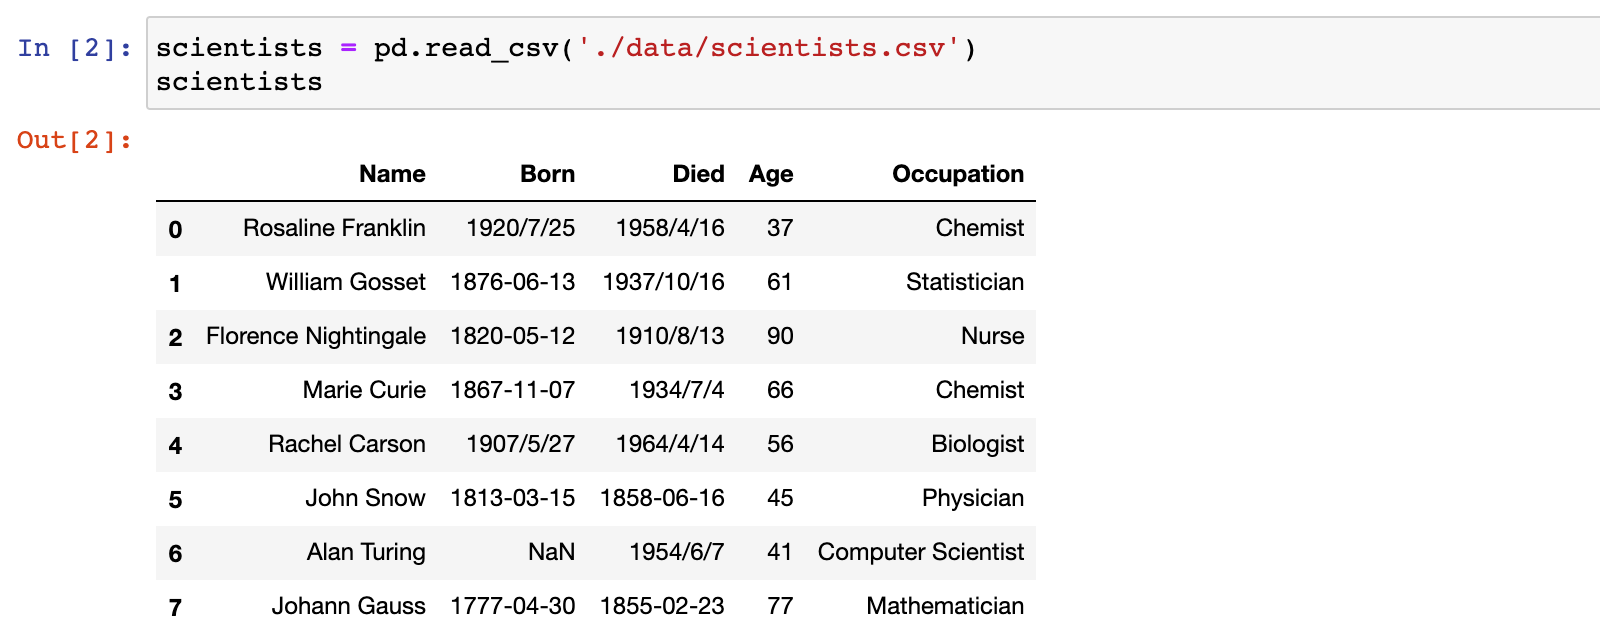 In [2]: scientists = pd.read_csv('./data/scientists.csv')
scientists
Out[2]:
Name Born Died Age Occupation
0 Rosaline Franklin 1920/7/25 1958/4/16 37 Chemist
1 William Gosset 1876-06-13 1937/10/16 61 Statistician
2 Florence Nightingale 1820-05-12 1910/8/13 90 Nurse
3 Marie Curie 1867-11-07 1934/7/4 66 Chemist
4 Rachel Carson 1907/5/27 1964/4/14 56 Biologist
5 John Snow 1813-03-15 1858-06-16 45 Physician
6 Alan Turing NaN 1954/6/7 41 Computer Scientist
7 Johann Gauss 1777-04-30 1855-02-23 77 Mathematician